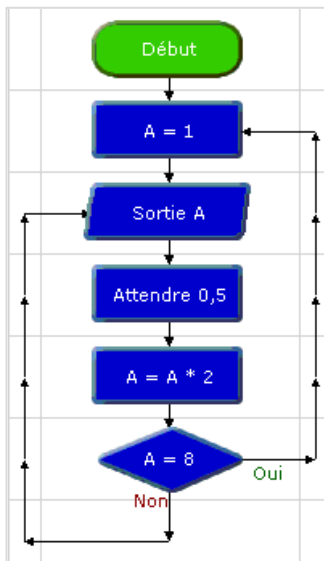 Début
A = 1
Sortie A
Attendre 0,5
A = A * 2
A = 8
Oui
Non